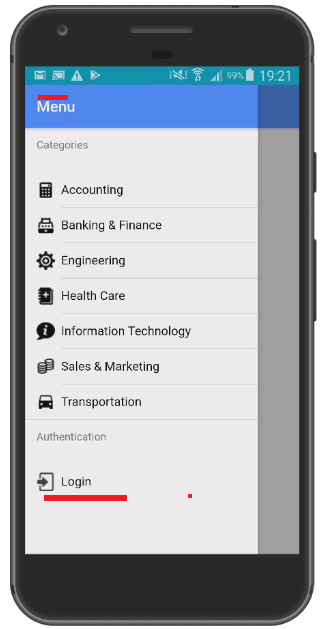 99% 19:21
Menu
Categories
Accounting
Banking & Finance
Engineering
Health Care
Information Technology
Sales & Marketing
Transportation
Authentication
Login